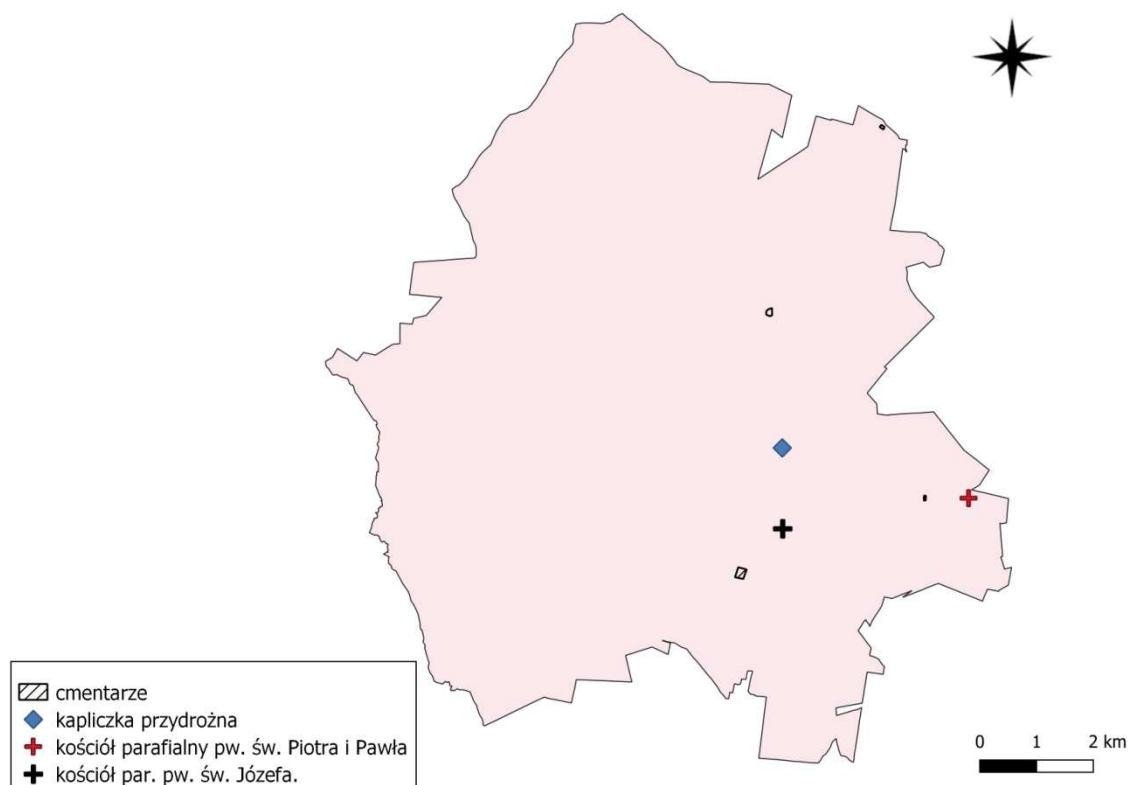 cmentarze
kapliczka przydrożna
kościół parafialny pw. św. Piotra i Pawła
kościół par. pw. św. Józefa.
0 1 2 km